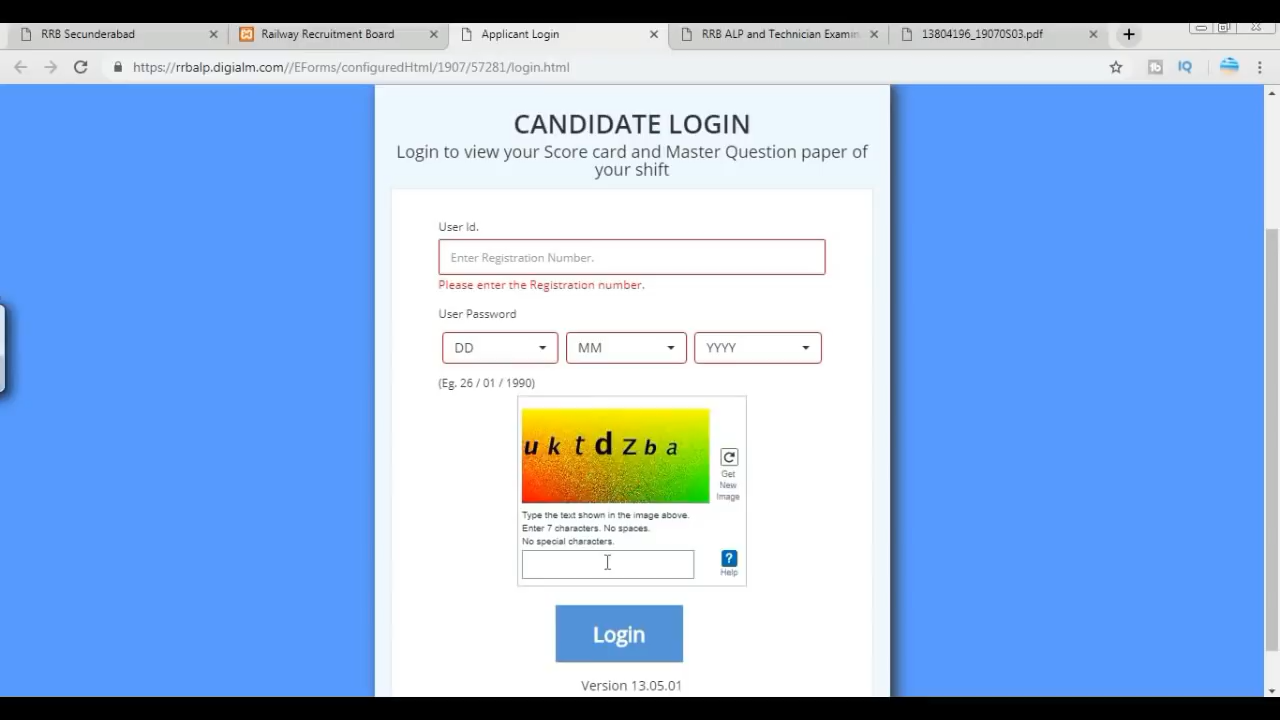 RRB Secunderabad
Railway Recruitment Board
Applicant Login
RRB ALP and Technician Examin
13804196_19070S03.pdf
https://rrbalp.digialm.com//EForms/configuredHtml/1907/57281/login.html
IQ
CANDIDATE LOGIN
Login to view your Score card and Master Question paper of
your shift
User Id.
Enter Registration Number.
Please enter the Registration number.
User Password
DD
MM
YYYY
(Eg. 26 / 01 / 1990)
uktdzba
Get
New
Image
Type the text shown in the image above.
Enter 7 characters. No spaces.
No special characters.
?
Help
Login
Version 13.05.01